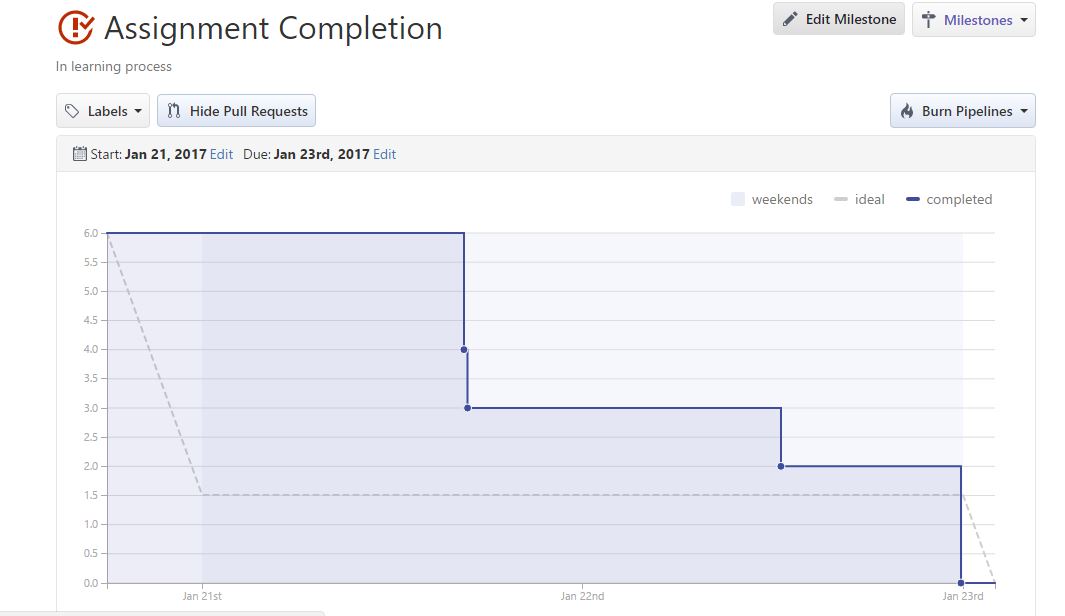 Assignment Completion
Edit Milestone
Milestones
In learning process
Labels
Hide Pull Requests
Burn Pipelines
Start: Jan 21, 2017 Edit Due: Jan 23rd, 2017 Edit
weekends
ideal
completed
6.0
5.5
5.0
4.5
4.0
3.5
3.0
2.5
2.0
1.5
1.0
0.5
0.0
Jan 21st
Jan 22nd
Jan 23rd